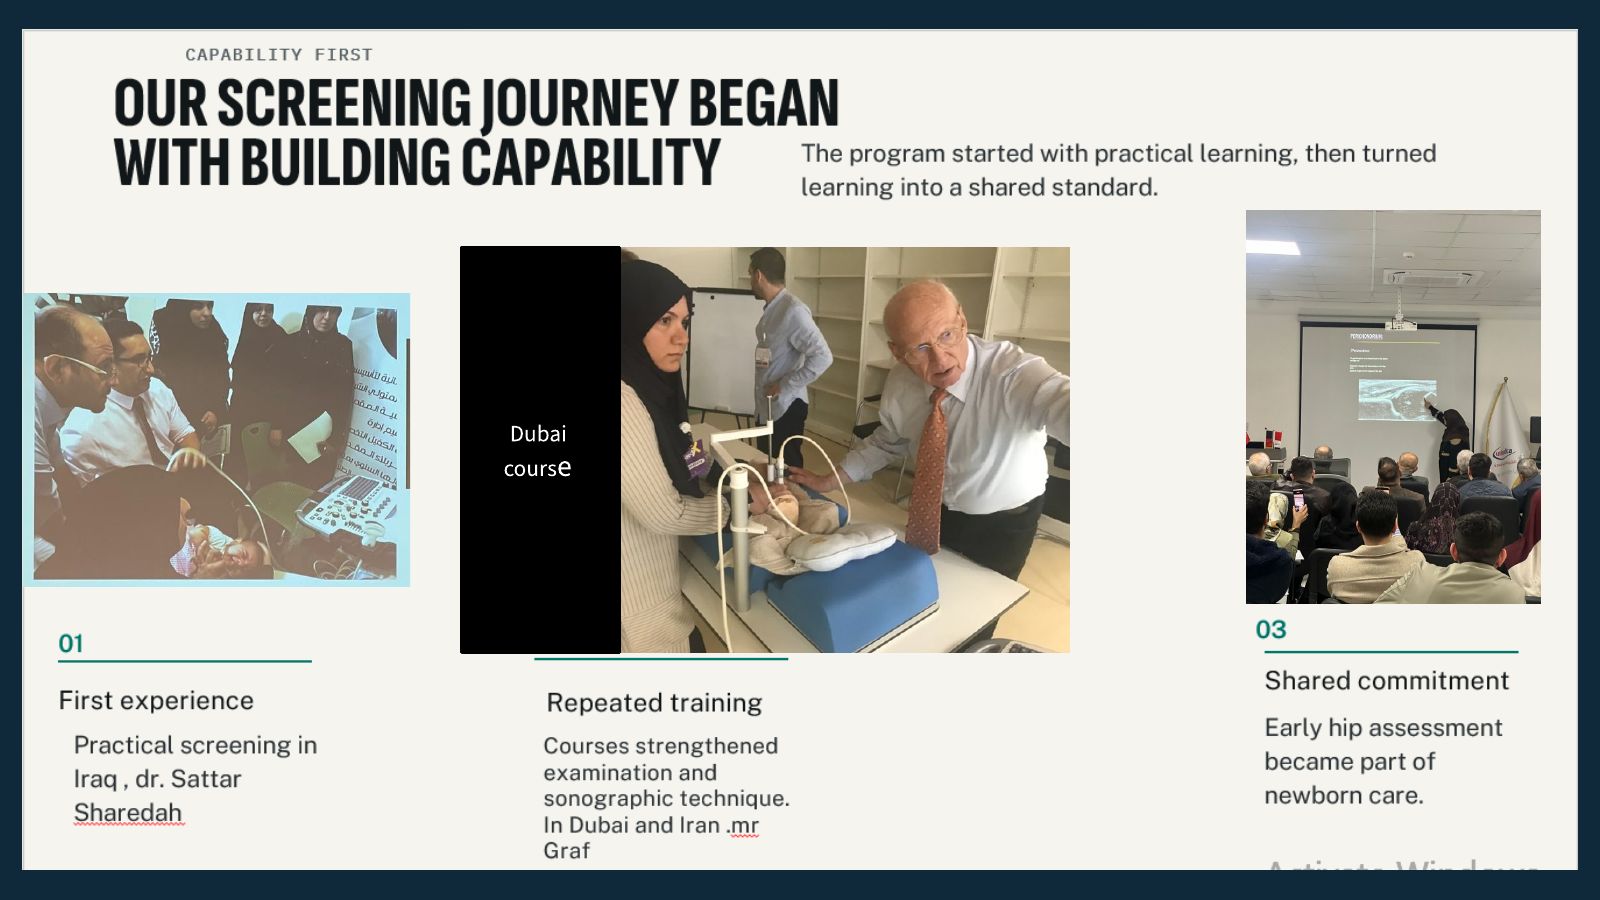 CAPABILITY FIRST
OUR SCREENING JOURNEY BEGAN
WITH BUILDING CAPABILITY
The program started with practical learning, then turned
learning into a shared standard.
Dubai
course
PERICHONDRIUM
01
First experience
Practical screening in
Iraq , dr. Sattar
Sharedah
Repeated training
Courses strengthened
examination and
sonographic technique.
In Dubai and Iran .mr
Graf
03
Shared commitment
Early hip assessment
became part of
newborn care.
Activate Windows